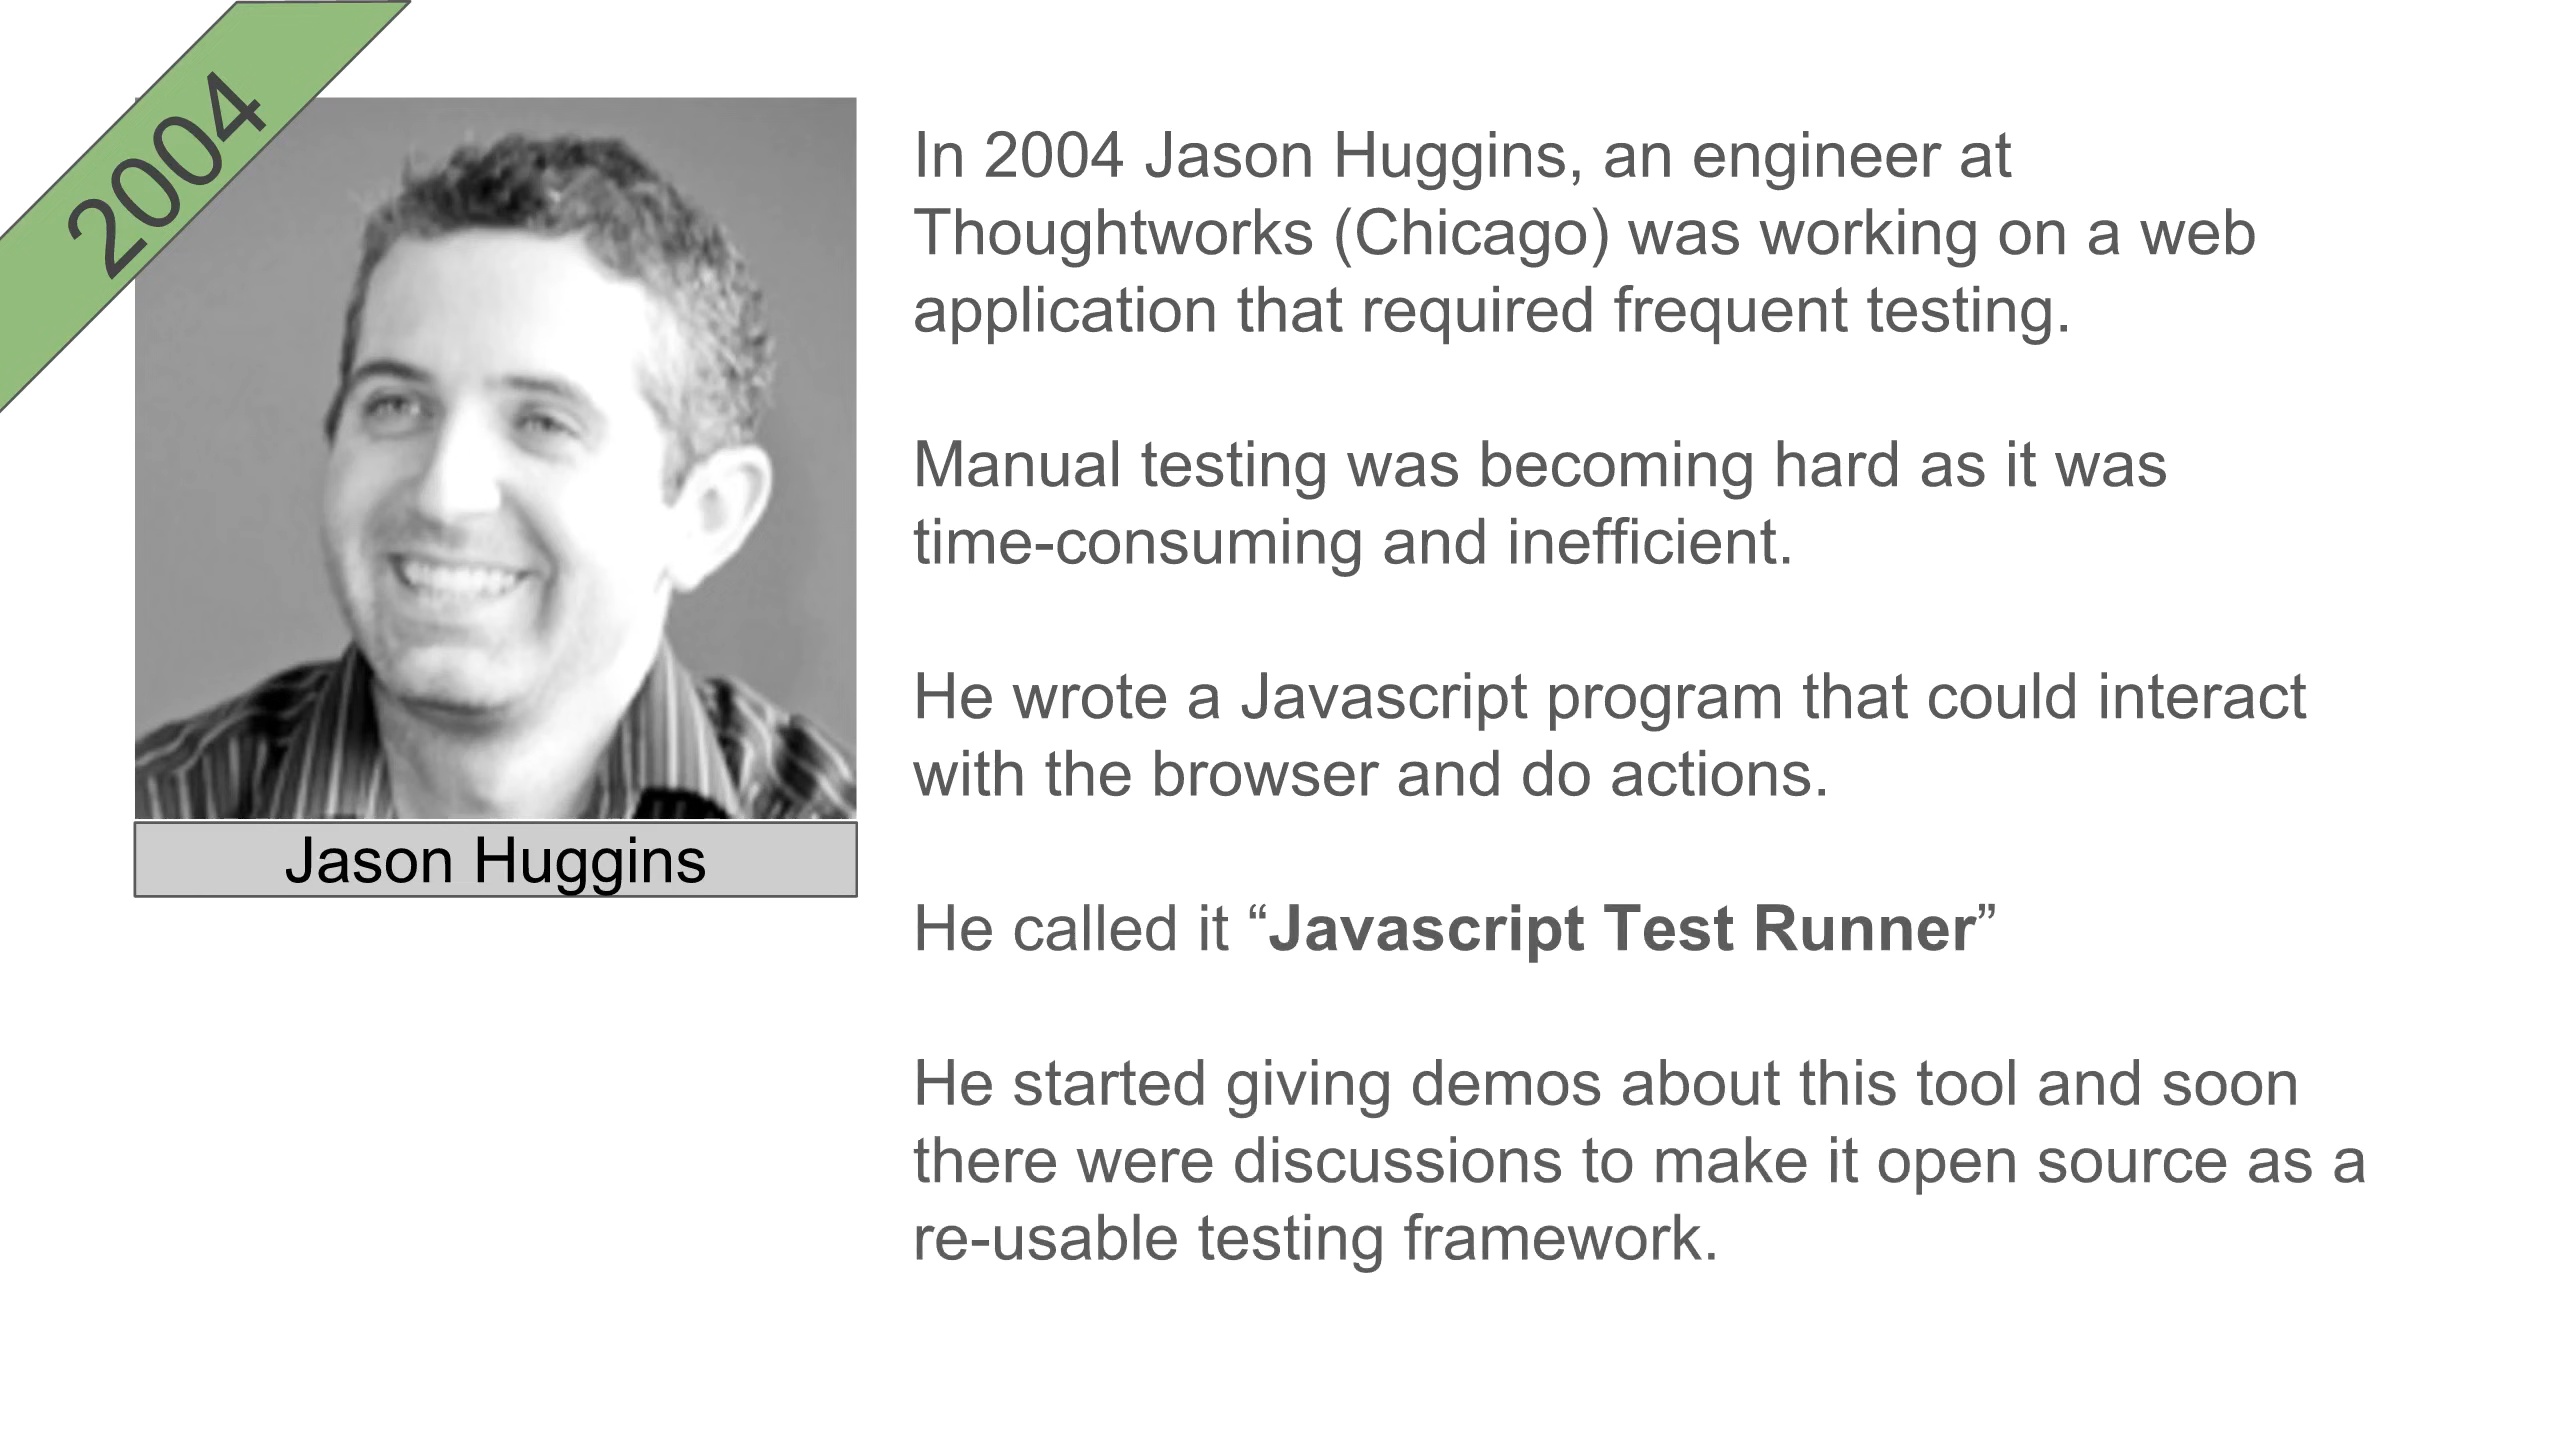 2004
Jason Huggins
In 2004 Jason Huggins, an engineer at
Thoughtworks (Chicago) was working on a web
application that required frequent testing.
Manual testing was becoming hard as it was
time-consuming and inefficient.
He wrote a Javascript program that could interact
with the browser and do actions.
He called it “Javascript Test Runner”
He started giving demos about this tool and soon
there were discussions to make it open source as a
re-usable testing framework.